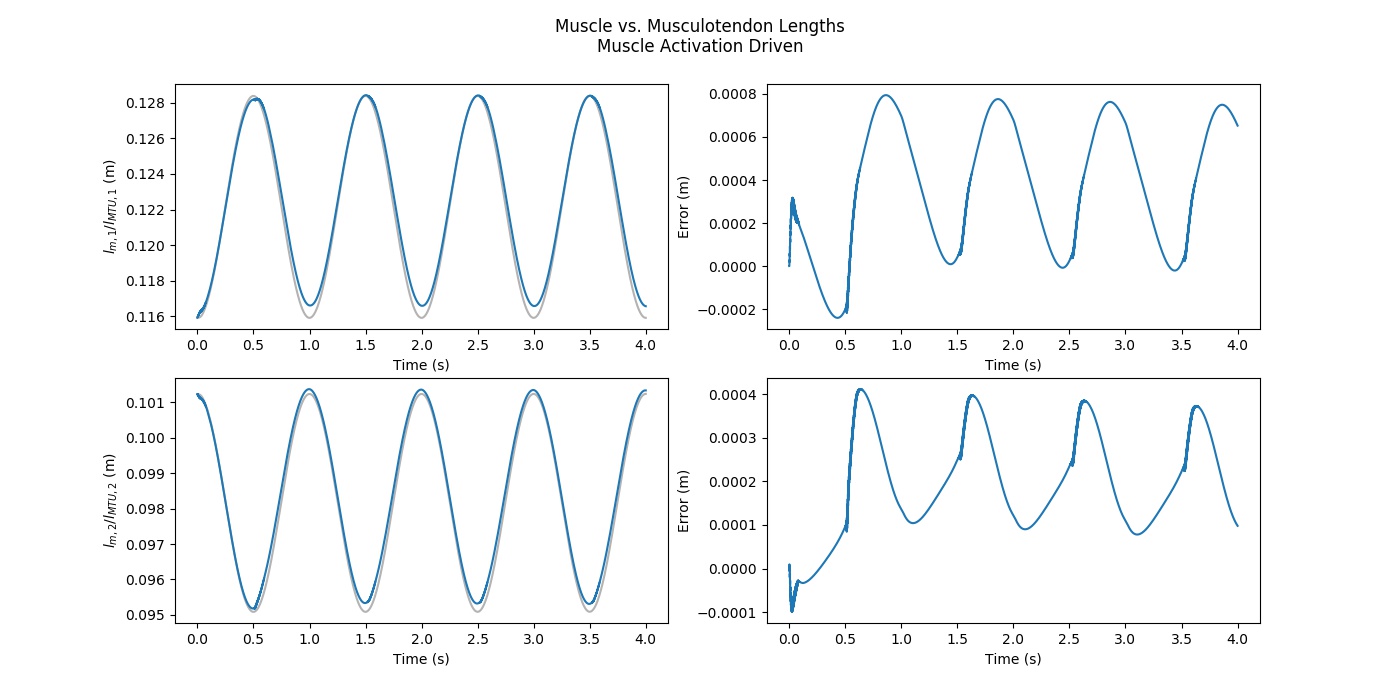 Muscle vs. Musculotendon Lengths
Muscle Activation Driven
l_{m,1}/l_{MTU,1} (m)
0.128
0.126
0.124
0.122
0.120
0.118
0.116
0.0 0.5 1.0 1.5 2.0 2.5 3.0 3.5 4.0
Time (s)
Error (m)
0.0008
0.0006
0.0004
0.0002
0.0000
−0.0002
0.0 0.5 1.0 1.5 2.0 2.5 3.0 3.5 4.0
Time (s)
l_{m,2}/l_{MTU,2} (m)
0.101
0.100
0.099
0.098
0.097
0.096
0.095
0.0 0.5 1.0 1.5 2.0 2.5 3.0 3.5 4.0
Time (s)
Error (m)
0.0004
0.0003
0.0002
0.0001
0.0000
−0.0001
0.0 0.5 1.0 1.5 2.0 2.5 3.0 3.5 4.0
Time (s)